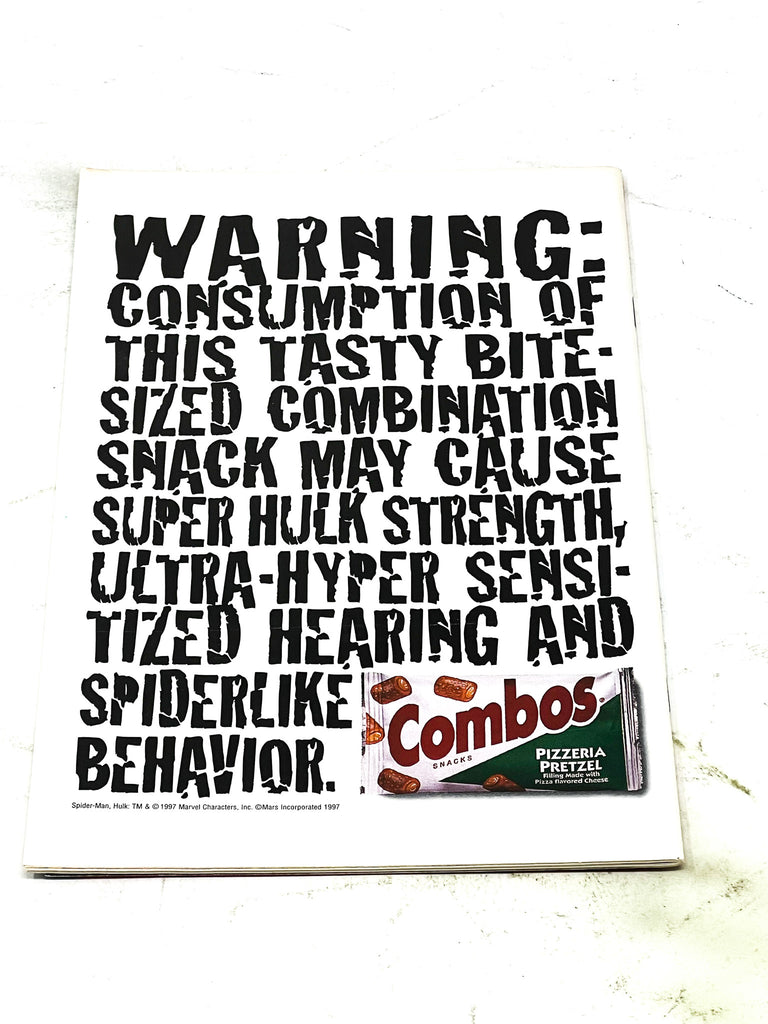 WARNING:
CONSUMPTION OF
THIS TASTY BITE-
SIZED COMBINATION
SNACK MAY CAUSE
SUPER HULK STRENGTH,
ULTRA-HYPER SENSI-
TIZED HEARING AND
SPIDERLIKE
BEHAVIOR.
Combos®
SNACKS
PIZZERIA
PRETZEL
Filling Made with
Pizza flavored Cheese
Spider-Man, Hulk: TM & © 1997 Marvel Characters, Inc. ©Mars Incorporated 1997